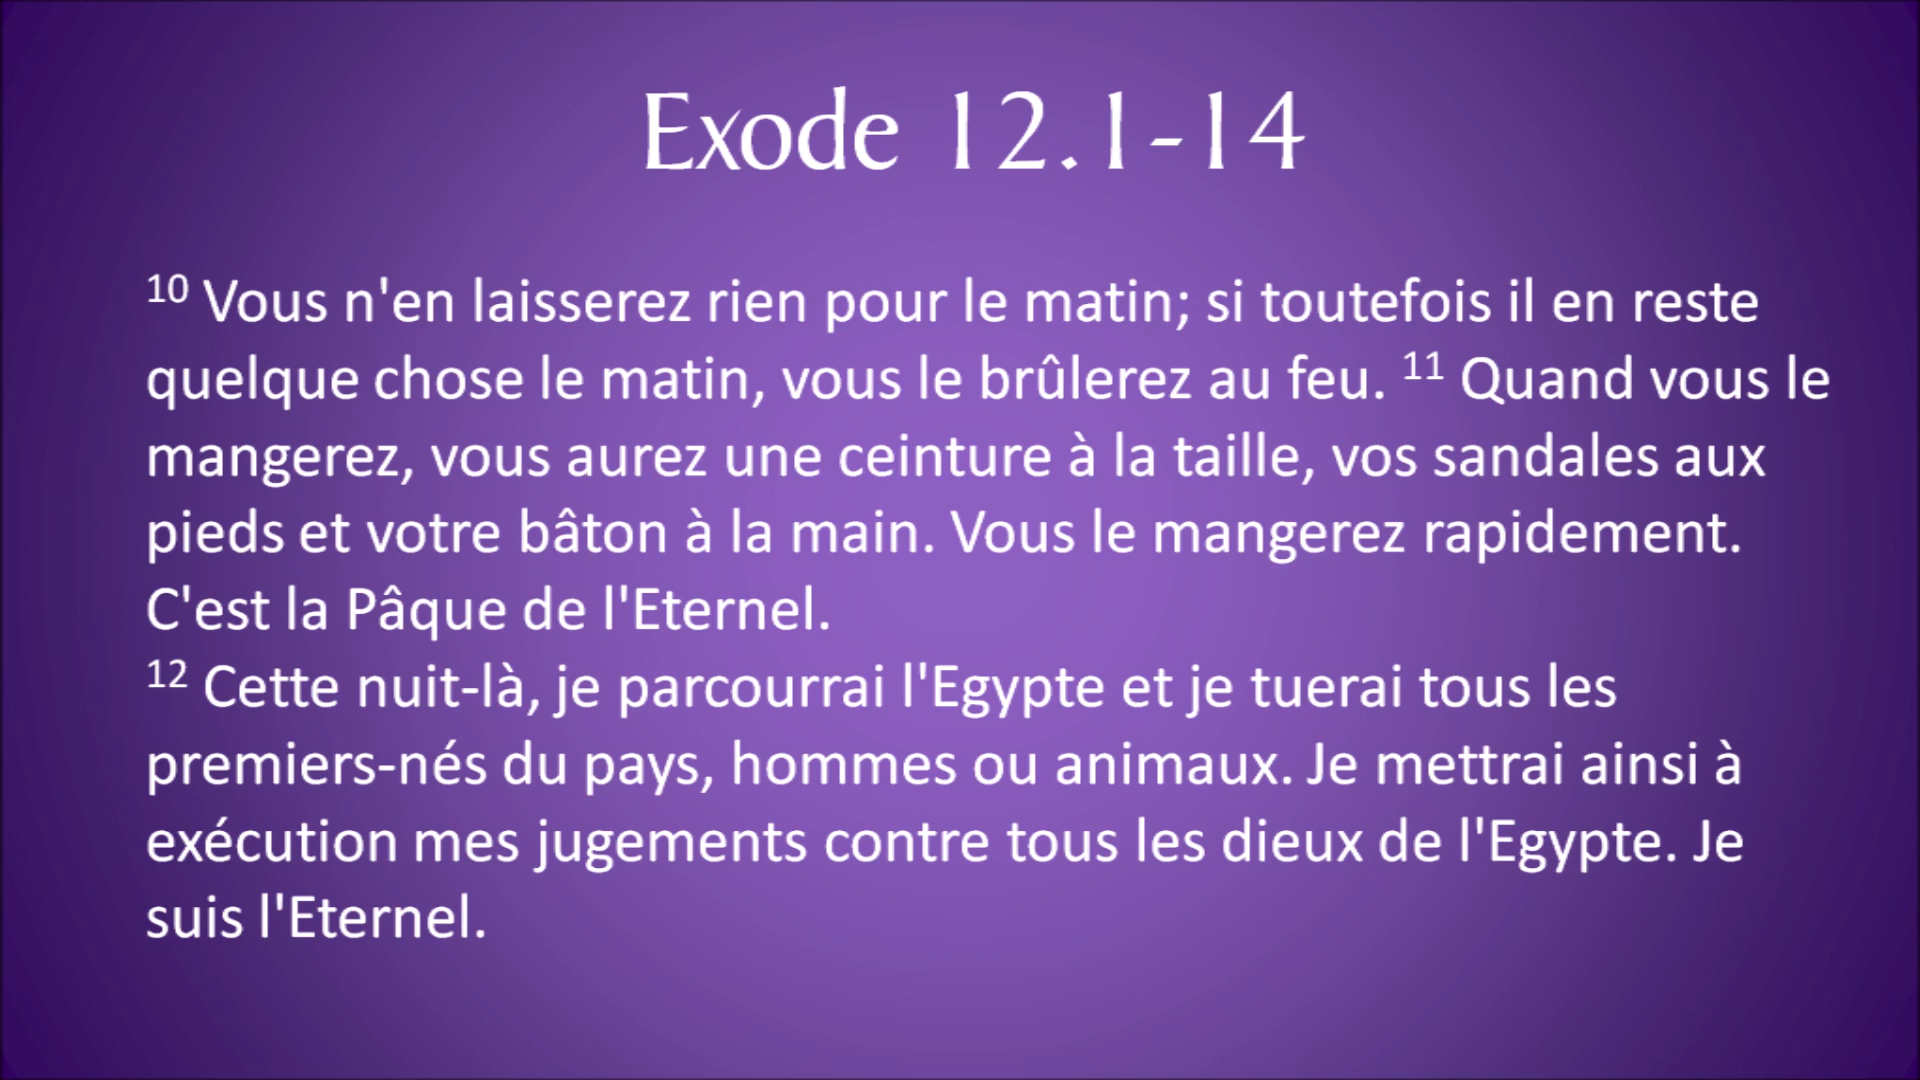 Exode 12.1-14
10 Vous n'en laisserez rien pour le matin; si toutefois il en reste
quelque chose le matin, vous le brûlerez au feu. 11 Quand vous le
mangerez, vous aurez une ceinture à la taille, vos sandales aux
pieds et votre bâton à la main. Vous le mangerez rapidement.
C'est la Pâque de l'Eternel.
12 Cette nuit-là, je parcourrai l'Egypte et je tuerai tous les
premiers-nés du pays, hommes ou animaux. Je mettrai ainsi à
exécution mes jugements contre tous les dieux de l'Egypte. Je
suis l'Eternel.